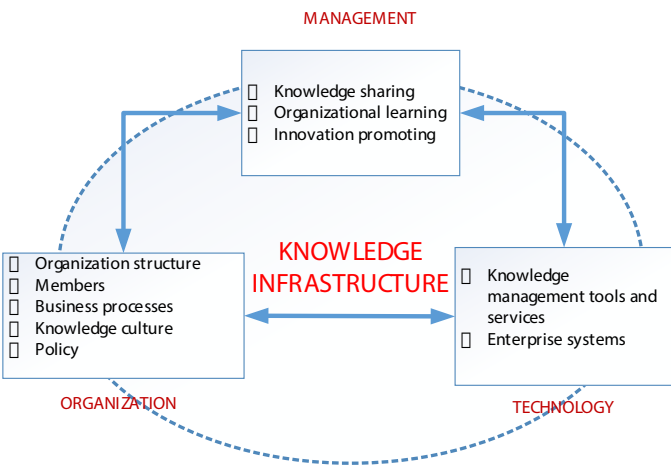 MANAGEMENT
Knowledge sharing
Organizational learning
Innovation promoting
KNOWLEDGE
INFRASTRUCTURE
Organization structure
Members
Business processes
Knowledge culture
Policy
Knowledge
management tools and
services
Enterprise systems
ORGANIZATION
TECHNOLOGY